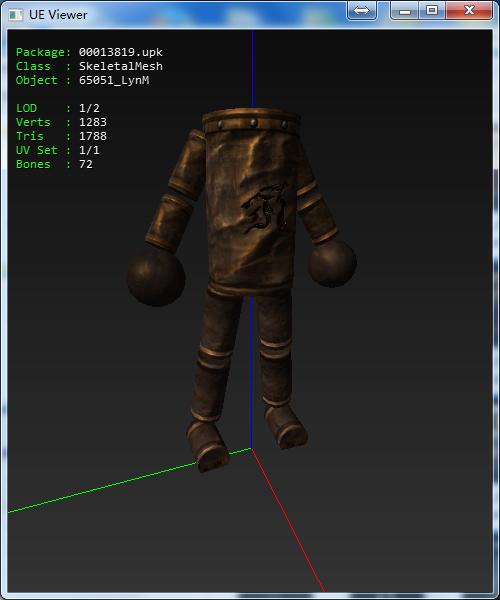 UE Viewer
Package: 00013819.upk
Class : SkeletalMesh
Object : 65051_LynM
LOD : 1/2
Verts : 1283
Tris : 1788
UV Set : 1/1
Bones : 72